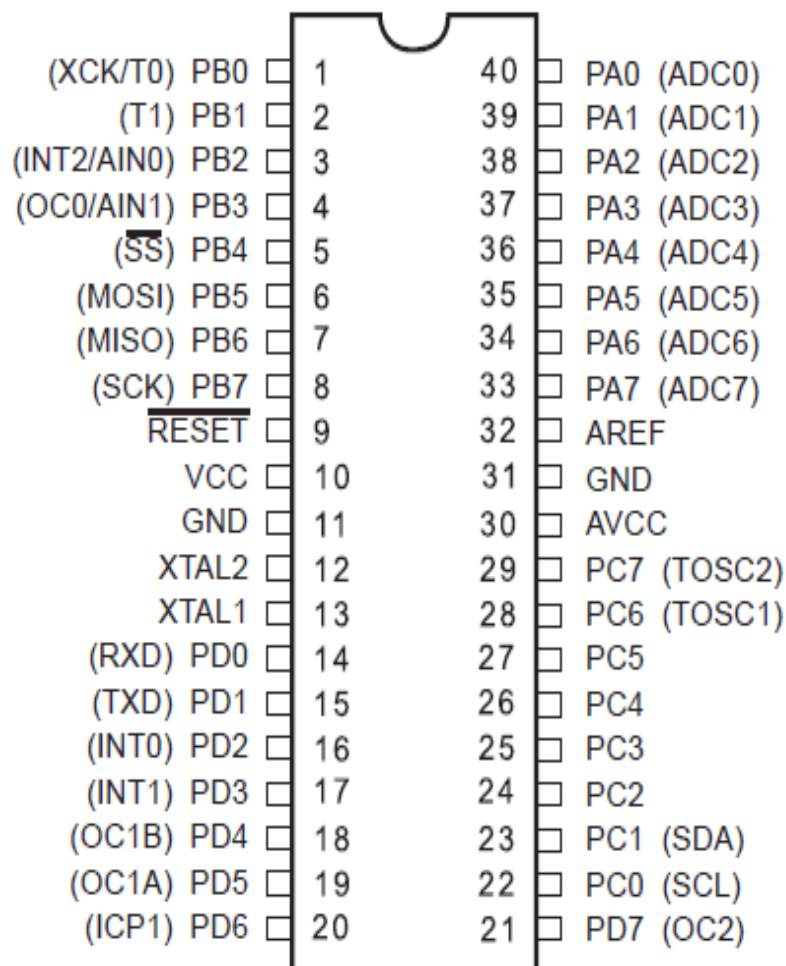 (XCK/T0) PB0 1 40 PA0 (ADC0)
(T1) PB1 2 39 PA1 (ADC1)
(INT2/AIN0) PB2 3 38 PA2 (ADC2)
(OC0/AIN1) PB3 4 37 PA3 (ADC3)
(SS) PB4 5 36 PA4 (ADC4)
(MOSI) PB5 6 35 PA5 (ADC5)
(MISO) PB6 7 34 PA6 (ADC6)
(SCK) PB7 8 33 PA7 (ADC7)
RESET 9 32 AREF
VCC 10 31 GND
GND 11 30 AVCC
XTAL2 12 29 PC7 (TOSC2)
XTAL1 13 28 PC6 (TOSC1)
(RXD) PD0 14 27 PC5
(TXD) PD1 15 26 PC4
(INT0) PD2 16 25 PC3
(INT1) PD3 17 24 PC2
(OC1B) PD4 18 23 PC1 (SDA)
(OC1A) PD5 19 22 PC0 (SCL)
(ICP1) PD6 20 21 PD7 (OC2)